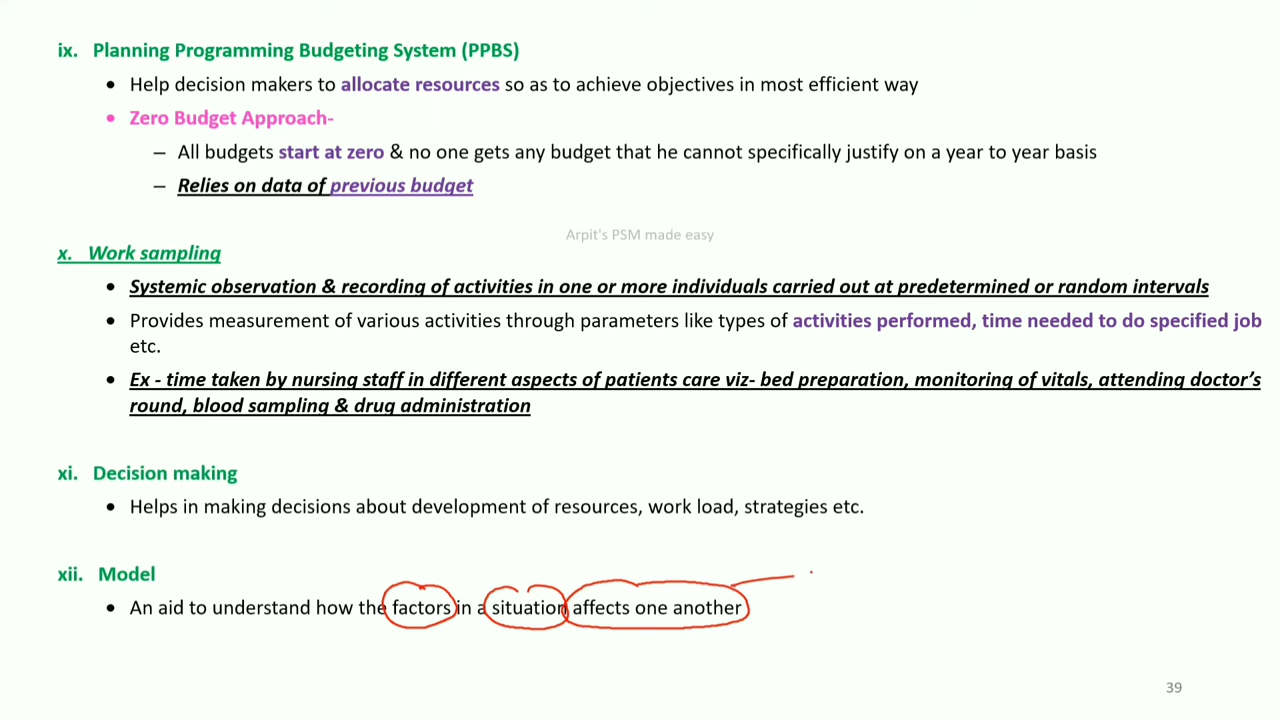 ix. Planning Programming Budgeting System (PPBS)
• Help decision makers to allocate resources so as to achieve objectives in most efficient way
• Zero Budget Approach-
– All budgets start at zero & no one gets any budget that he cannot specifically justify on a year to year basis
– Relies on data of previous budget
Arpit's PSM made easy
x. Work sampling
• Systemic observation & recording of activities in one or more individuals carried out at predetermined or random intervals
• Provides measurement of various activities through parameters like types of activities performed, time needed to do specified job
etc.
• Ex - time taken by nursing staff in different aspects of patients care viz- bed preparation, monitoring of vitals, attending doctor's
round, blood sampling & drug administration
xi. Decision making
• Helps in making decisions about development of resources, work load, strategies etc.
xii. Model
• An aid to understand how the factors in a situation affects one another
39